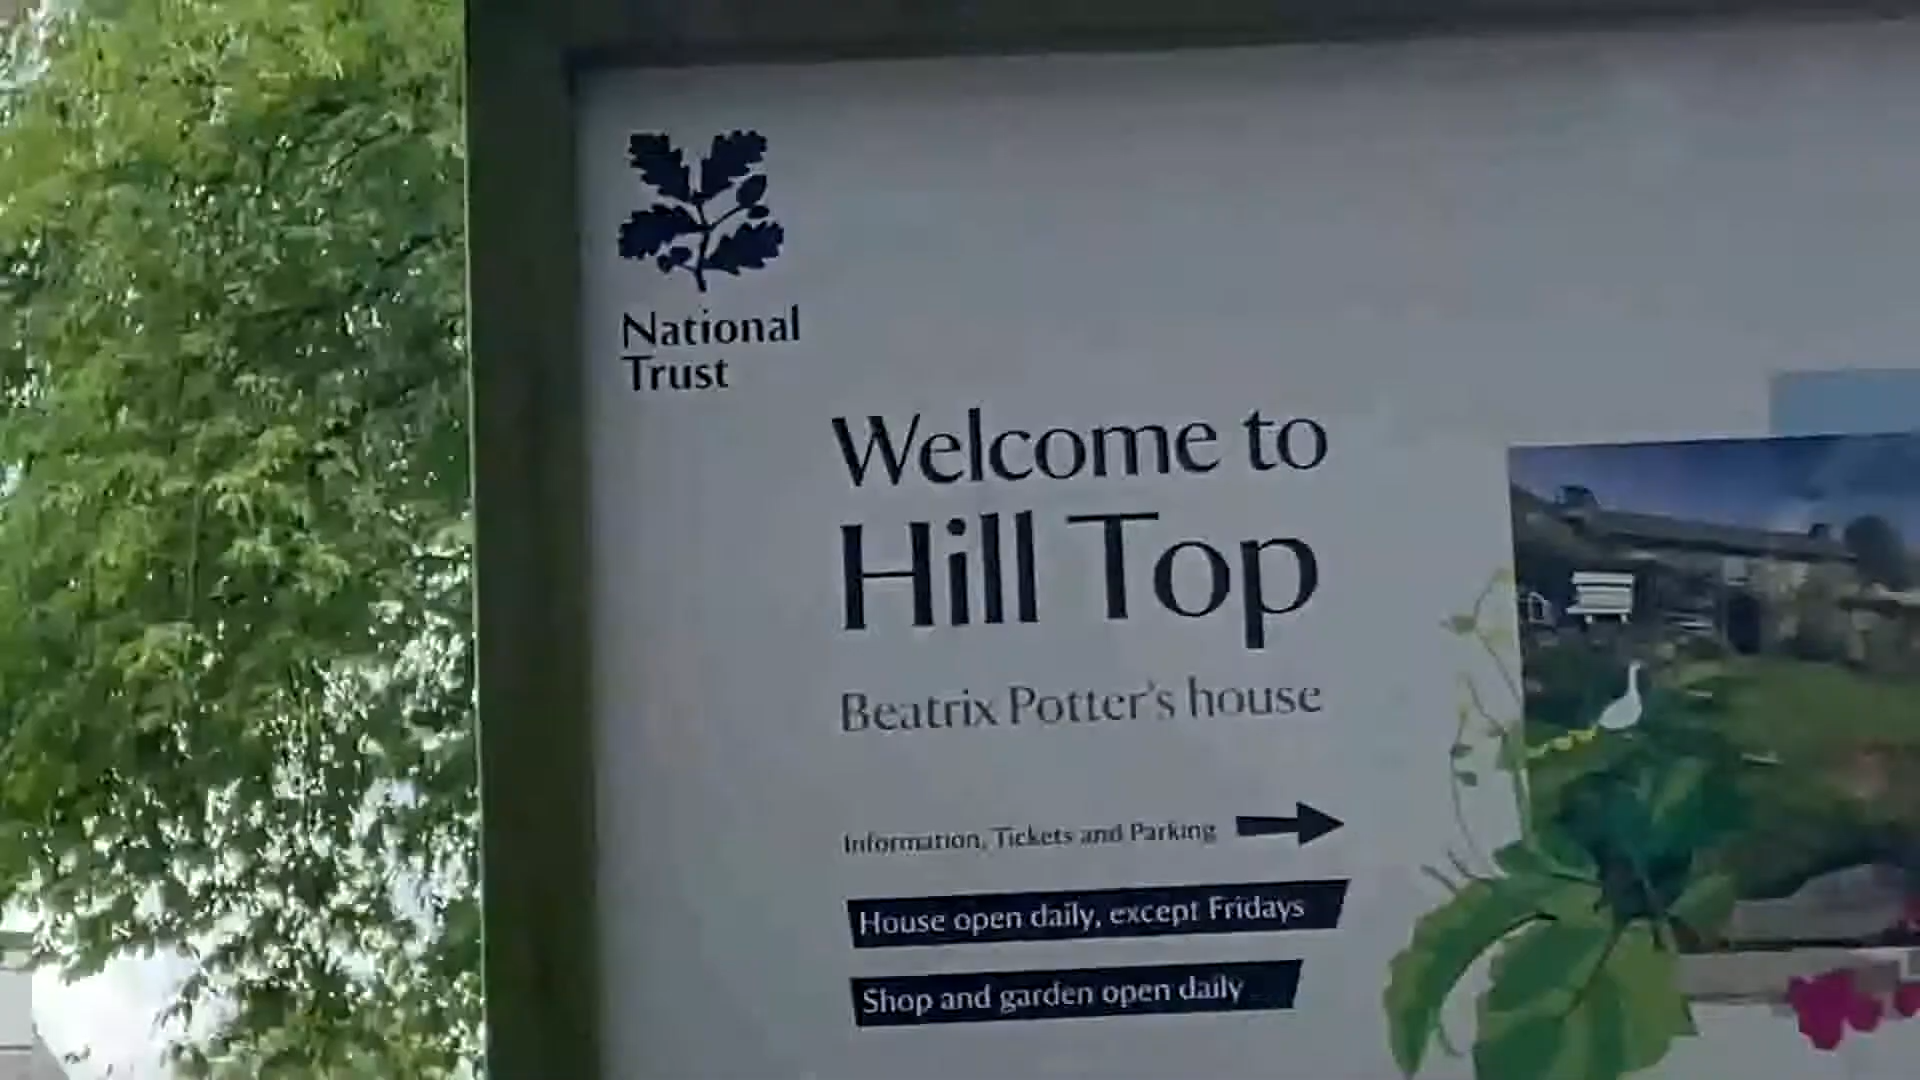 National
Trust
Welcome to
Hill Top
Beatrix Potter's house
Information, Tickets and Parking
House open daily, except Fridays
Shop and garden open daily